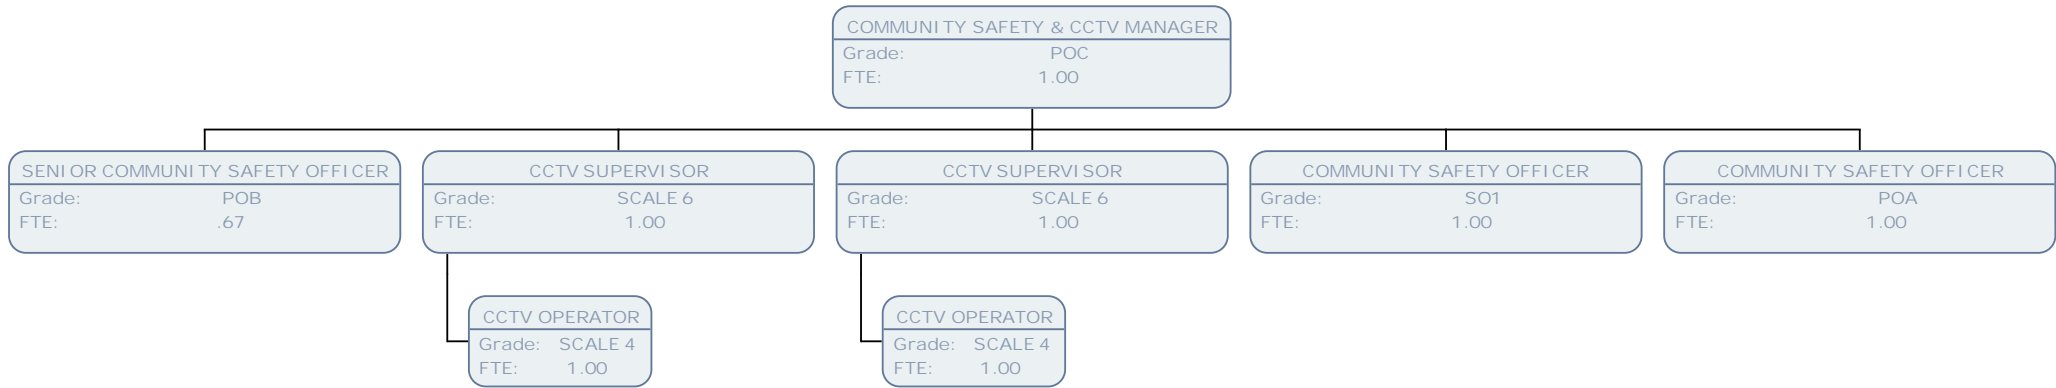 COMMUNITY SAFETY & CCTV MANAGER
Grade: POC
FTE: 1.00
SENIOR COMMUNITY SAFETY OFFICER
Grade: POB
FTE: .67
CCTV SUPERVISOR
Grade: SCALE 6
FTE: 1.00
CCTV SUPERVISOR
Grade: SCALE 6
FTE: 1.00
COMMUNITY SAFETY OFFICER
Grade: SO1
FTE: 1.00
COMMUNITY SAFETY OFFICER
Grade: POA
FTE: 1.00
CCTV OPERATOR
Grade: SCALE 4
FTE: 1.00
CCTV OPERATOR
Grade: SCALE 4
FTE: 1.00